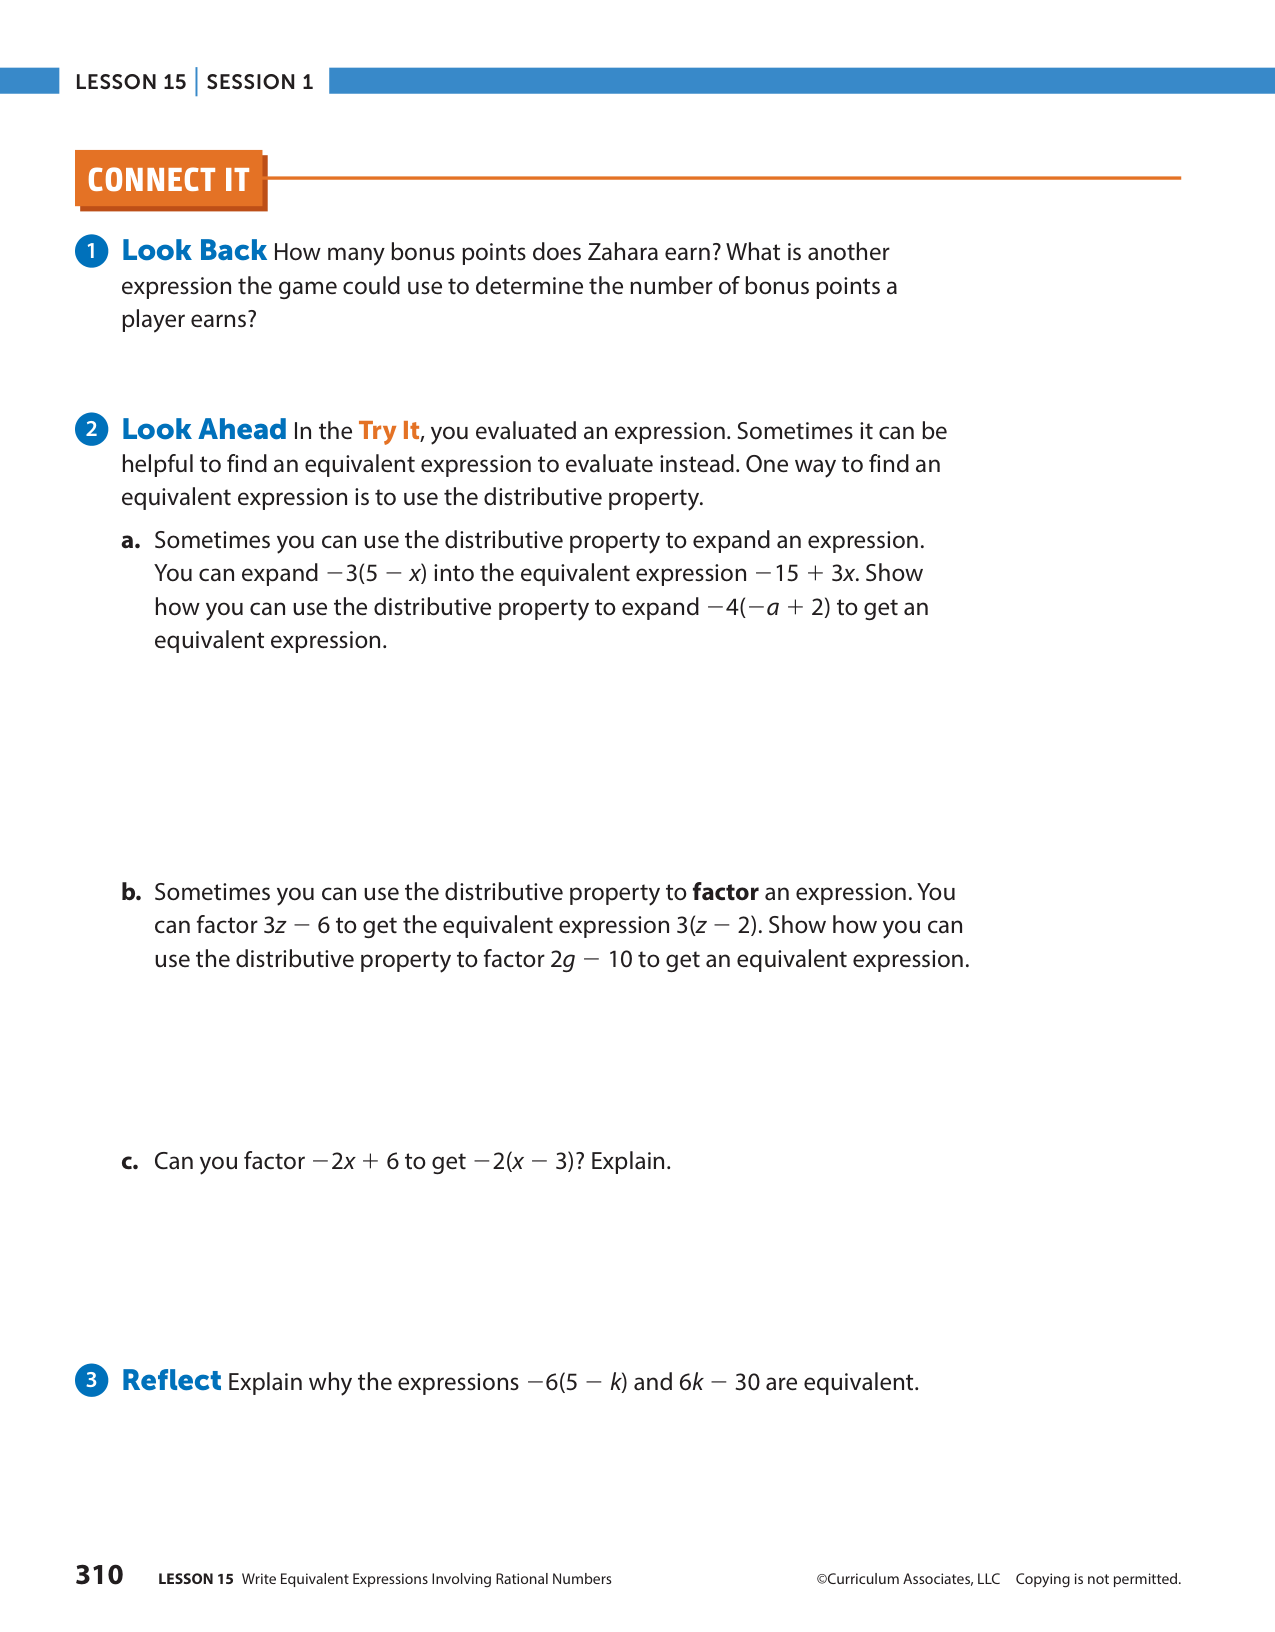 LESSON 15 | SESSION 1
CONNECT IT
1 Look Back How many bonus points does Zahara earn? What is another
expression the game could use to determine the number of bonus points a
player earns?
2 Look Ahead In the Try It, you evaluated an expression. Sometimes it can be
helpful to find an equivalent expression to evaluate instead. One way to find an
equivalent expression is to use the distributive property.
a. Sometimes you can use the distributive property to expand an expression.
You can expand −3(5 − x) into the equivalent expression −15 + 3x. Show
how you can use the distributive property to expand −4(−a + 2) to get an
equivalent expression.
b. Sometimes you can use the distributive property to factor an expression. You
can factor 3z − 6 to get the equivalent expression 3(z − 2). Show how you can
use the distributive property to factor 2g − 10 to get an equivalent expression.
c. Can you factor −2x + 6 to get −2(x − 3)? Explain.
3 Reflect Explain why the expressions −6(5 − k) and 6k − 30 are equivalent.
310 LESSON 15 Write Equivalent Expressions Involving Rational Numbers ©Curriculum Associates, LLC Copying is not permitted.